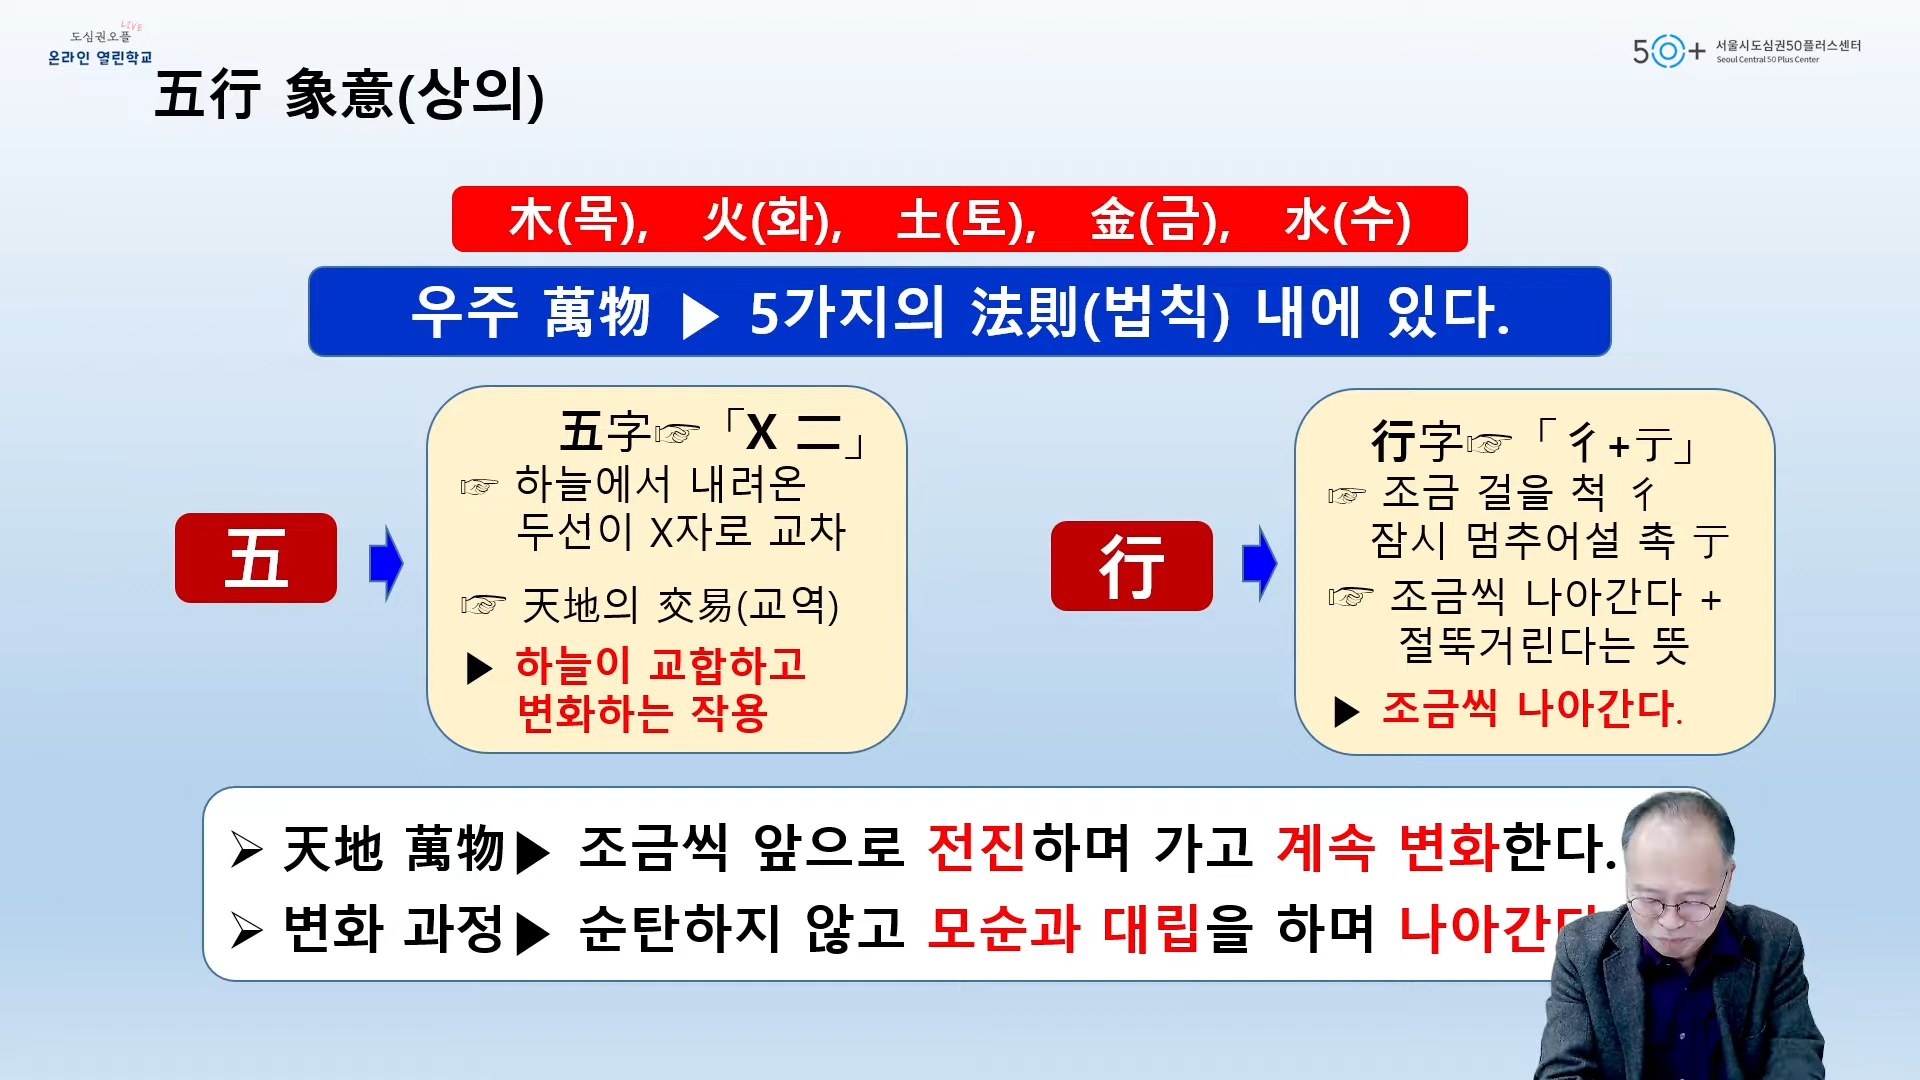 LIVE
도심권오플
온라인 열린학교
50+ 서울시도심권50플러스센터
Seoul Central 50 Plus Center
五行 象意(상의)
木(목), 火(화), 土(토), 金(금), 水(수)
우주 萬物 ▶ 5가지의 法則(법칙) 내에 있다.
五
五字☞「X 二」
☞ 하늘에서 내려온
두선이 X자로 교차
☞ 天地의 交易(교역)
▶ 하늘이 교합하고
변화하는 작용
行
行字☞「彳+亍」
☞ 조금 걸을 척 彳
잠시 멈추어설 촉 亍
☞ 조금씩 나아간다 +
절뚝거린다는 뜻
▶ 조금씩 나아간다.
➢ 天地 萬物▶ 조금씩 앞으로 전진하며 가고 계속 변화한다.
➢ 변화 과정▶ 순탄하지 않고 모순과 대립을 하며 나아간